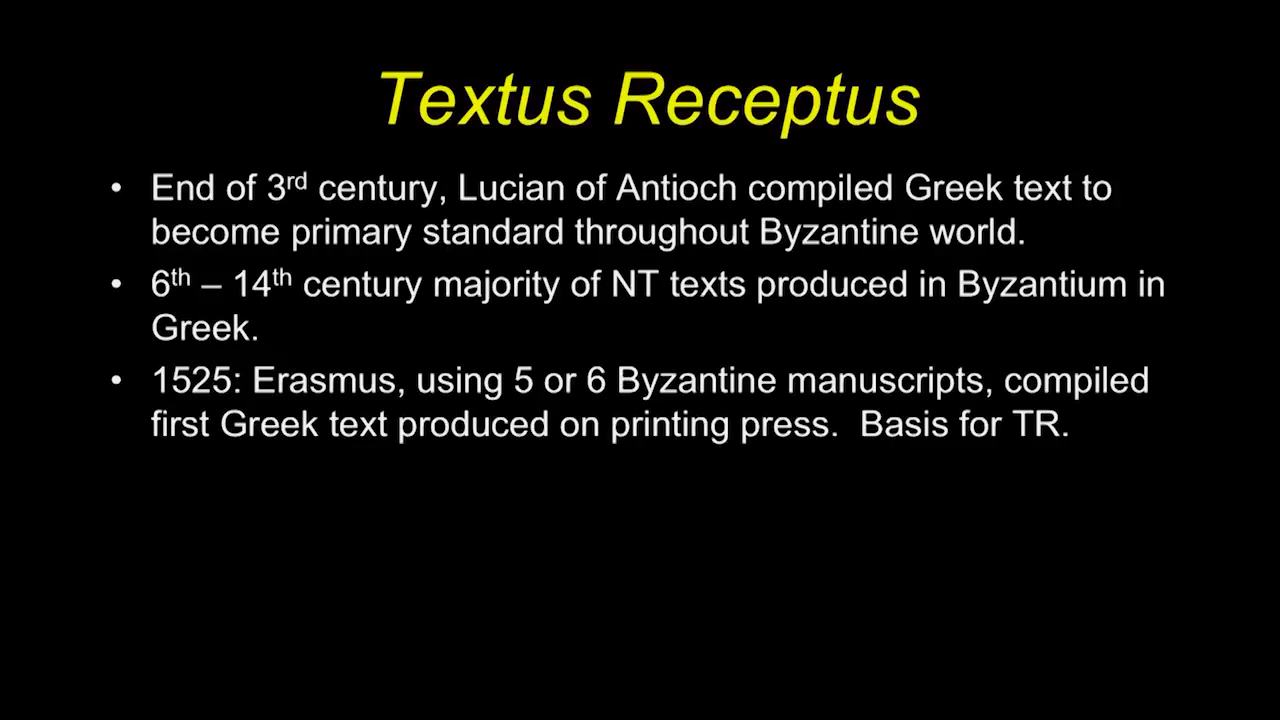 Textus Receptus
• End of 3rd century, Lucian of Antioch compiled Greek text to
become primary standard throughout Byzantine world.
• 6th – 14th century majority of NT texts produced in Byzantium in
Greek.
• 1525: Erasmus, using 5 or 6 Byzantine manuscripts, compiled
first Greek text produced on printing press.  Basis for TR.